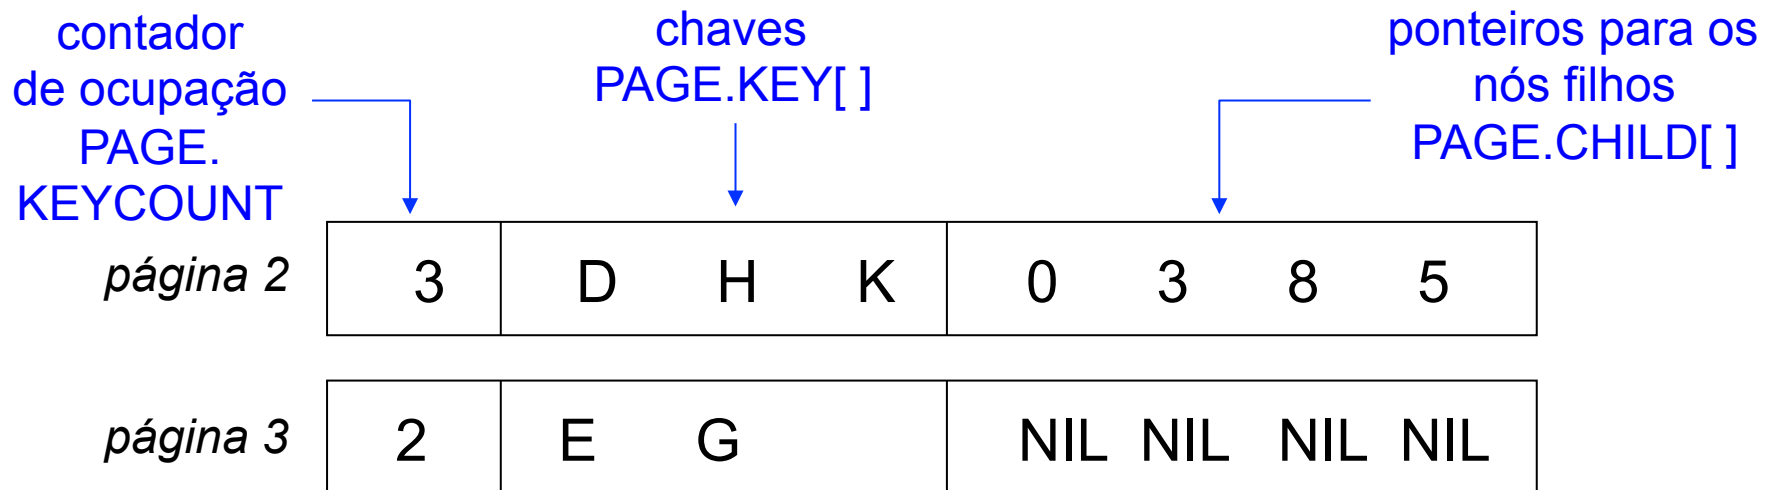 contador
de ocupação
PAGE.
KEYCOUNT
chaves
PAGE.KEY[ ]
ponteiros para os
nós filhos
PAGE.CHILD[ ]
página 2 3 D H K 0 3 8 5
página 3 2 E G NIL NIL NIL NIL